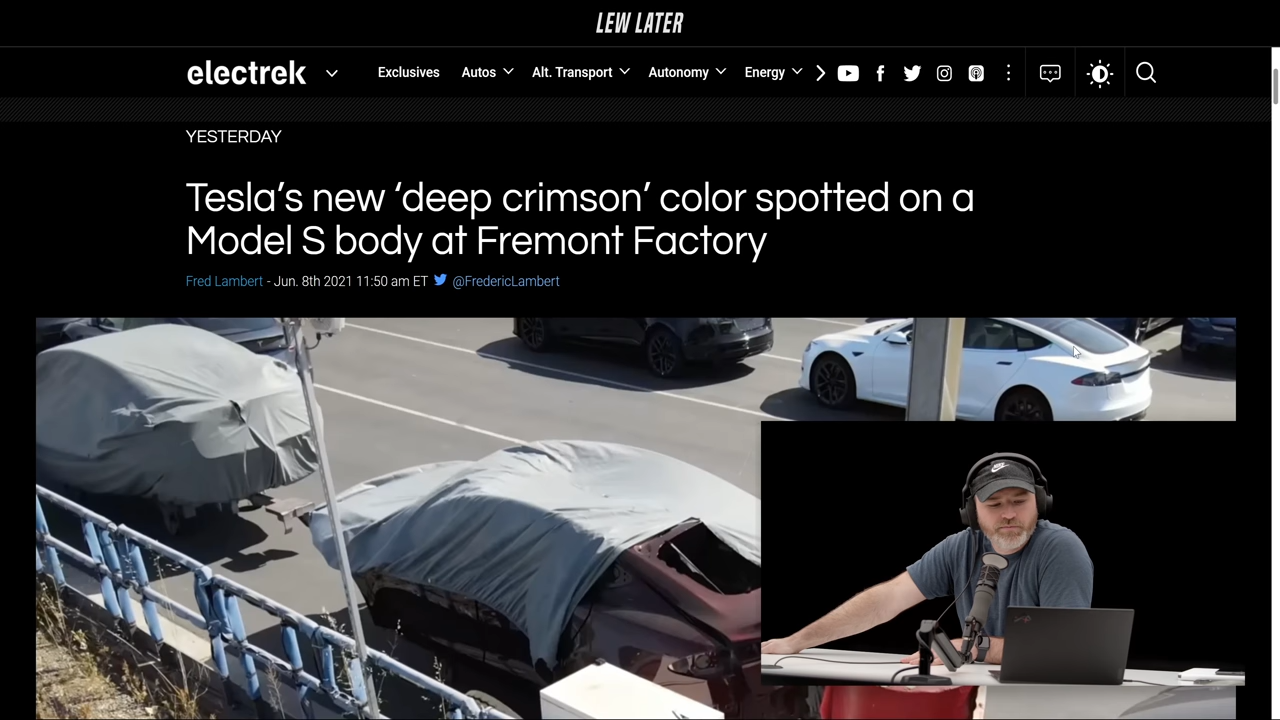 LEW LATER
electrek
Exclusives Autos Alt. Transport Autonomy Energy
YESTERDAY
Tesla’s new ‘deep crimson’ color spotted on a
Model S body at Fremont Factory
Fred Lambert - Jun. 8th 2021 11:50 am ET @FredericLambert